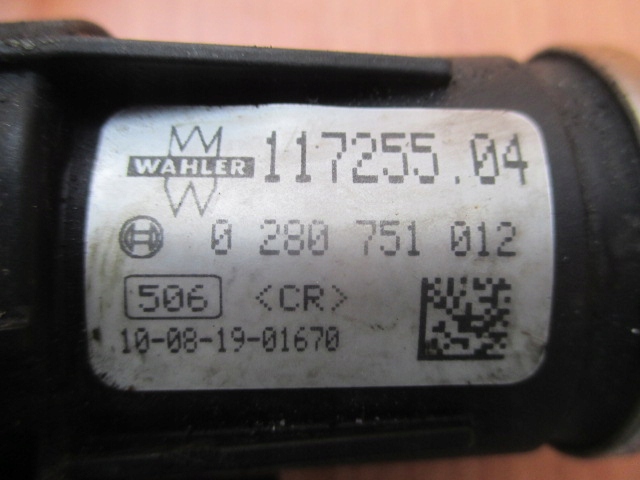 WAHLER 117255.04
0 280 751 012
506 <CR>
10-08-19-01670